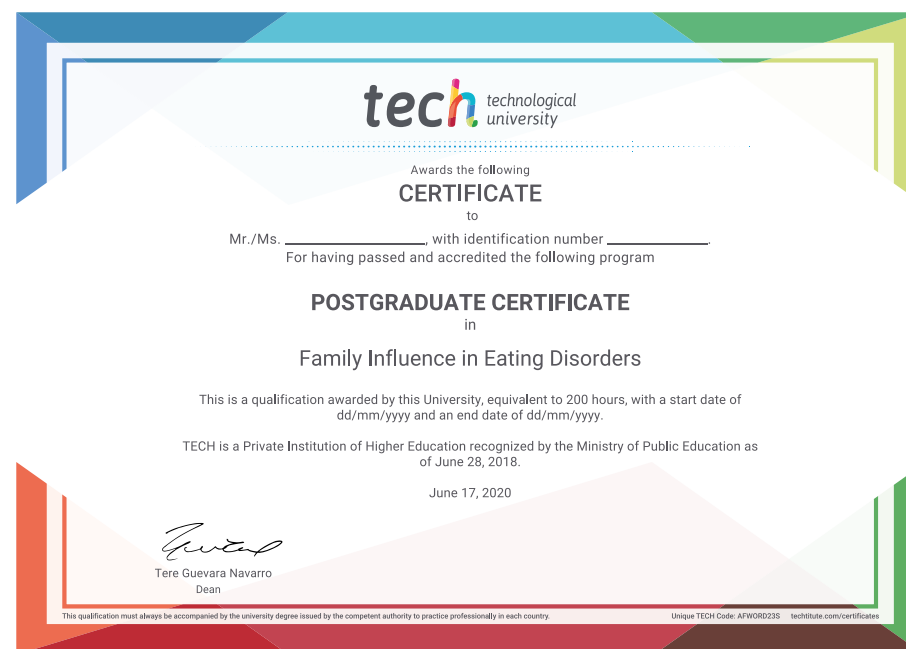 tech technological
university
Awards the following
CERTIFICATE
to
Mr./Ms. ____________________, with identification number ______________.
For having passed and accredited the following program
POSTGRADUATE CERTIFICATE
in
Family Influence in Eating Disorders
This is a qualification awarded by this University, equivalent to 200 hours, with a start date of
dd/mm/yyyy and an end date of dd/mm/yyyy.
TECH is a Private Institution of Higher Education recognized by the Ministry of Public Education as
of June 28, 2018.
June 17, 2020
Tere Guevara Navarro
Dean
This qualification must always be accompanied by the university degree issued by the competent authority to practice professionally in each country. Unique TECH Code: AFWORD23S techtitute.com/certificates